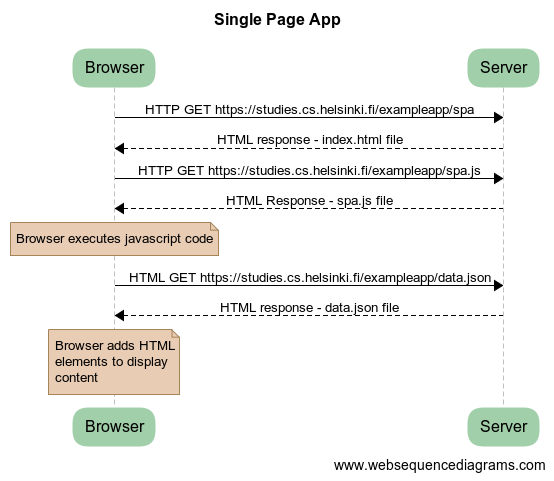 Single Page App
Browser
Server
HTTP GET https://studies.cs.helsinki.fi/exampleapp/spa
HTML response - index.html file
HTTP GET https://studies.cs.helsinki.fi/exampleapp/spa.js
HTML Response - spa.js file
Browser executes javascript code
HTML GET https://studies.cs.helsinki.fi/exampleapp/data.json
HTML response - data.json file
Browser adds HTML
elements to display
content
Browser
Server
www.websequencediagrams.com